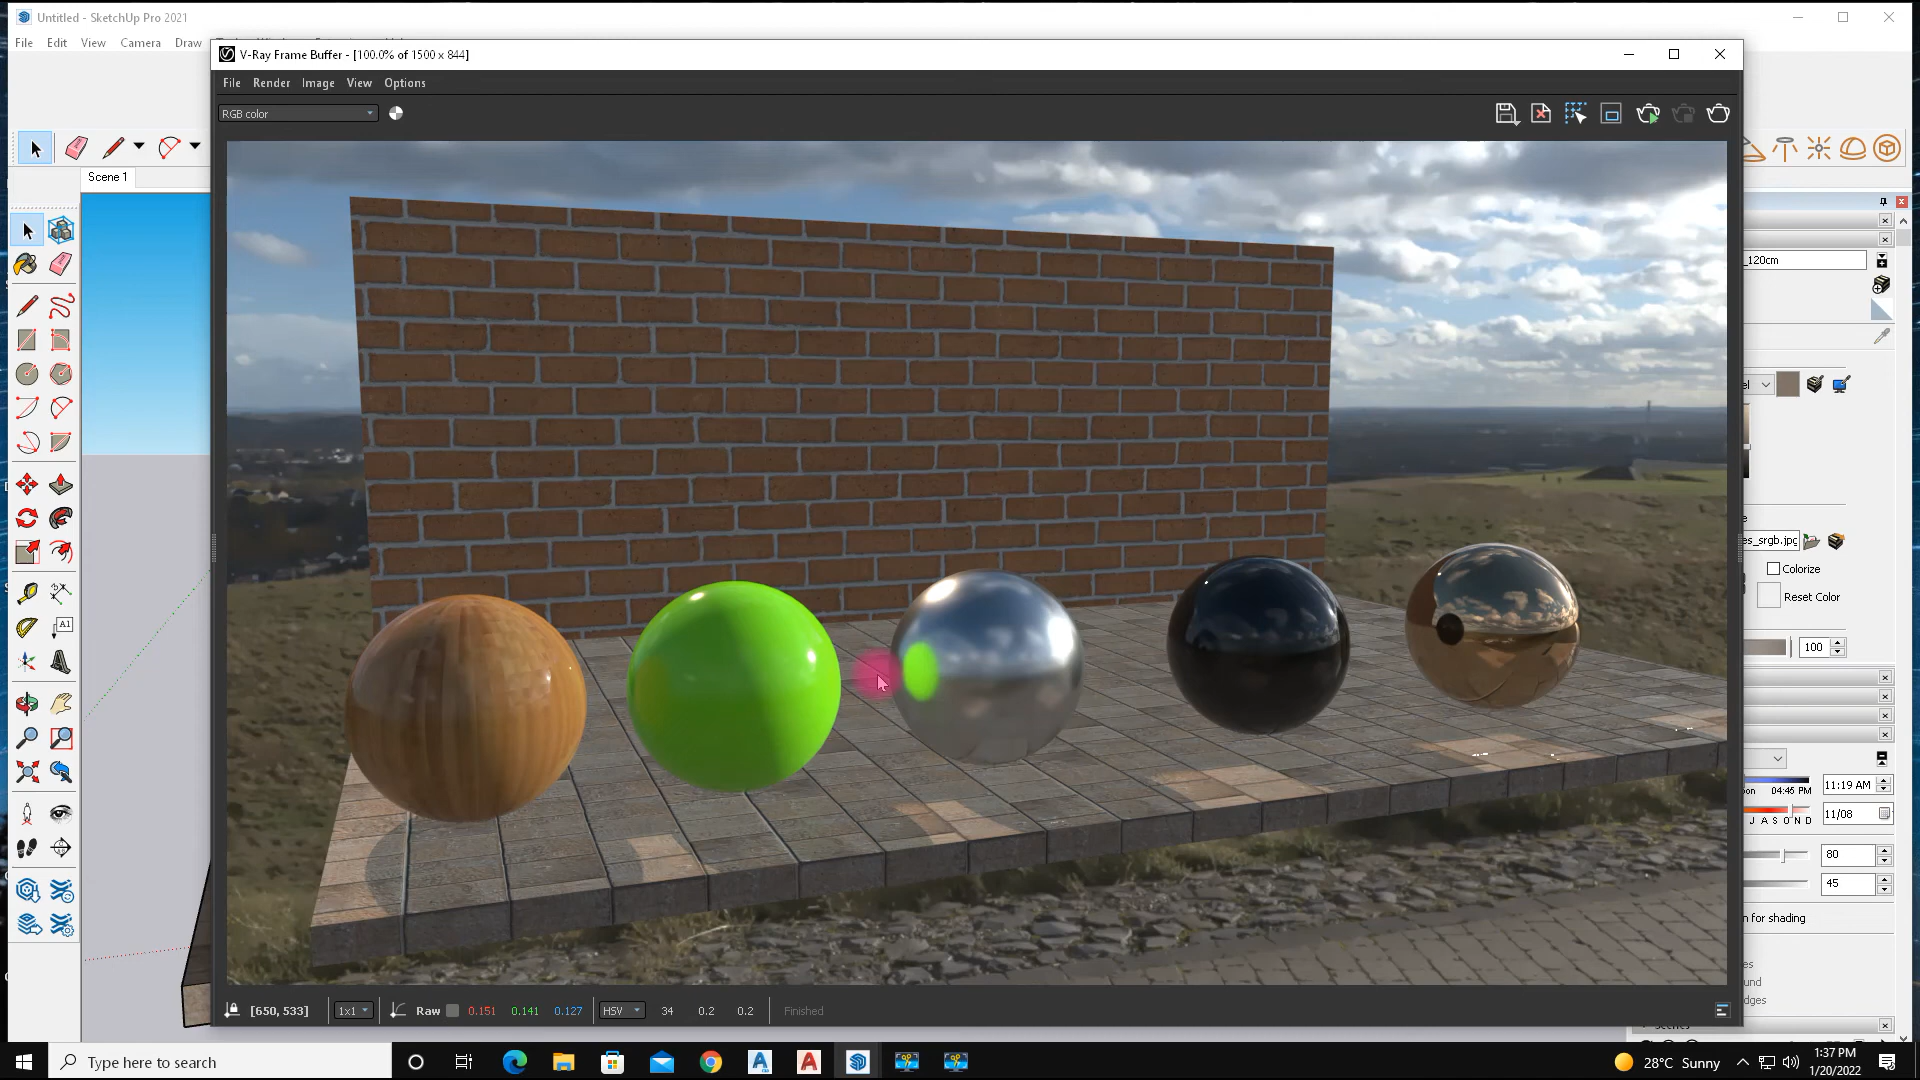 Untitled - SketchUp Pro 2021
File Edit View Camera Draw
V-Ray Frame Buffer - [100.0% of 1500 x 844]
File Render Image View Options
RGB color
Scene 1
_120cm
es_srgb.jpg
Colorize
Reset Color
100
A1
04:45 PM
11:19 AM
J A S O N D
11/08
80
45
n for shading
[650, 533] 1x1 Raw 0.151 0.141 0.127 HSV 34 0.2 0.2 Finished
Type here to search
28°C Sunny
1:37 PM
1/20/2022